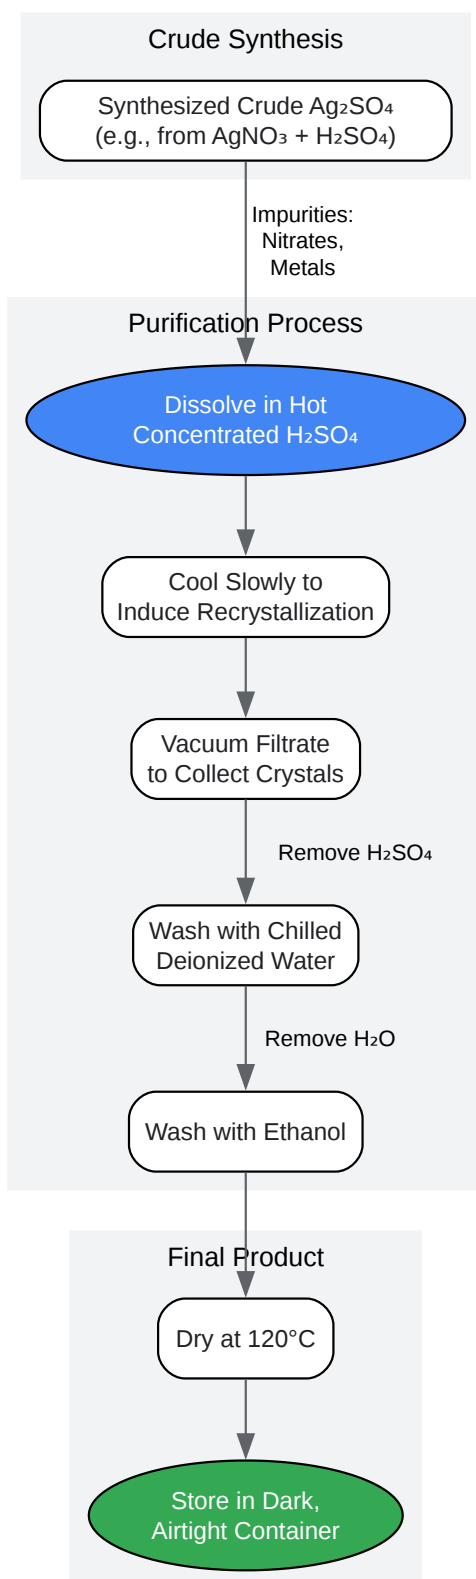 Crude Synthesis
Synthesized Crude Ag₂SO₄
(e.g., from AgNO₃ + H₂SO₄)
Impurities:
Nitrates,
Metals
Purification Process
Dissolve in Hot
Concentrated H₂SO₄
Cool Slowly to
Induce Recrystallization
Vacuum Filtrate
to Collect Crystals
Remove H₂SO₄
Wash with Chilled
Deionized Water
Remove H₂O
Wash with Ethanol
Final Product
Dry at 120°C
Store in Dark,
Airtight Container